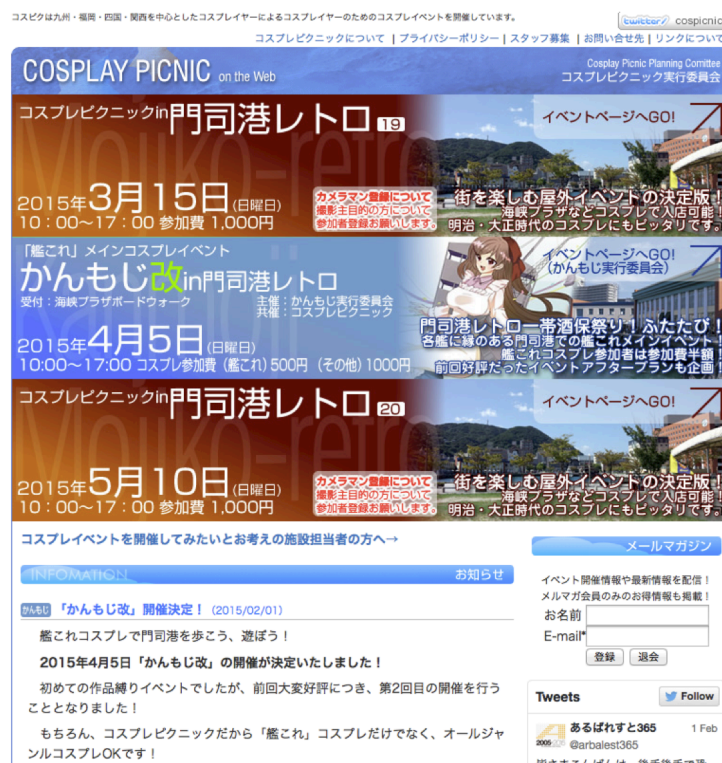 コスピクは九州・福岡・四国・関西を中心としたコスプレイヤーによるコスプレイヤーのためのコスプレイベントを開催しています。
twitter cospicnic
コスプレピクニックについて | プライバシーポリシー | スタッフ募集 | お問い合せ先 | リンクについて
COSPLAY PICNIC on the Web
Cosplay Picnic Planning Comittee
コスプレピクニック実行委員会
コスプレピクニックin門司港レトロ 19
イベントページへGO!
2015年3月15日(日曜日)
10：00〜17：00 参加費 1,000円
カメラマン登録について
撮影主目的の方について
参加者登録お願いします。
街を楽しむ屋外イベントの決定版！
海峡プラザなどコスプレで入店可能！
明治・大正時代のコスプレにもピッタリです。
「艦これ」メインコスプレイベント
かんもじ改in門司港レトロ
受付：海峡プラザボードウォーク
主催：かんもじ実行委員会
共催：コスプレピクニック
2015年4月5日(日曜日)
10:00〜17:00 コスプレ参加費（艦これ）500円 （その他）1000円
イベントページへGO!
（かんもじ実行委員会）
門司港レトロ一帯酒保祭り！ふたたび！
各艦に縁のある門司港での艦これメインイベント！
艦これコスプレ参加者は参加費半額
前回好評だったイベントアフタープランも企画！
コスプレピクニックin門司港レトロ 20
イベントページへGO!
2015年5月10日(日曜日)
10：00〜17：00 参加費 1,000円
カメラマン登録について
撮影主目的の方について
参加者登録お願いします。
街を楽しむ屋外イベントの決定版！
海峡プラザなどコスプレで入店可能！
明治・大正時代のコスプレにもピッタリです。
コスプレイベントを開催してみたいとお考えの施設担当者の方へ→
INFOMATION お知らせ
かんもじ 「かんもじ改」開催決定！（2015/02/01）
艦これコスプレで門司港を歩こう、遊ぼう！
2015年4月5日「かんもじ改」の開催が決定いたしました！
初めての作品縛りイベントでしたが、前回大変好評につき、第2回目の開催を行う
こととなりました！
もちろん、コスプレピクニックだから「艦これ」コスプレだけでなく、オールジャ
ンルコスプレOKです！
メールマガジン
イベント開催情報や最新情報を配信！
メルマガ会員のみのお得情報も掲載！
お名前
E-mail*
登録 退会
Tweets Follow
あるばれすと365 1 Feb
@arbalest365